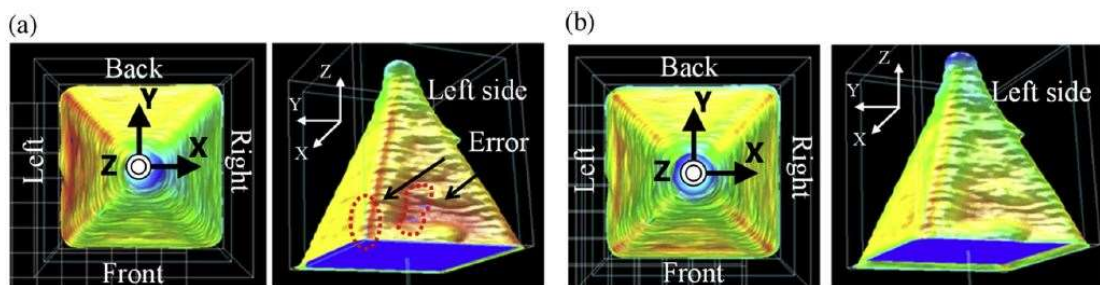 (a)
Back
Y
Left
Z
X
Right
Front
Z
Y
X
Left side
Error
(b)
Back
Y
Left
Z
X
Right
Front
Z
Y
X
Left side